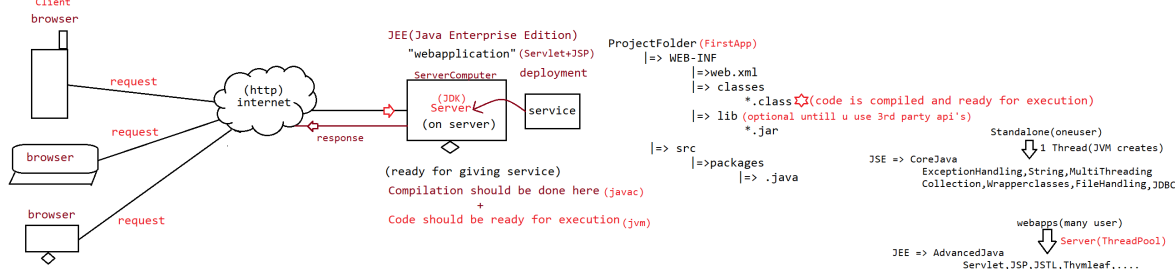 Client
browser
request
request
browser
browser
request
(http)
internet
response
JEE(Java Enterprise Edition)
"webapplication" (Servlet+JSP)
ServerComputer
deployment
(JDK)
Server
(on server)
service
(ready for giving service)
Compilation should be done here (javac)
+
Code should be ready for execution (jvm)
ProjectFolder (FirstApp)
|=> WEB-INF
|=>web.xml
|=> classes
*.class (code is compiled and ready for execution)
|=> lib (optional untill u use 3rd party api's)
*.jar
|=> src
|=>packages
|=> .java
Standalone(oneuser)
1 Thread(JVM creates)
JSE => CoreJava
ExceptionHandling,String,MultiThreading
Collection,Wrapperclasses,FileHandling,JDBC
webapps(many user)
Server(ThreadPool)
JEE => AdvancedJava
Servlet,JSP,JSTL,Thymleaf.....